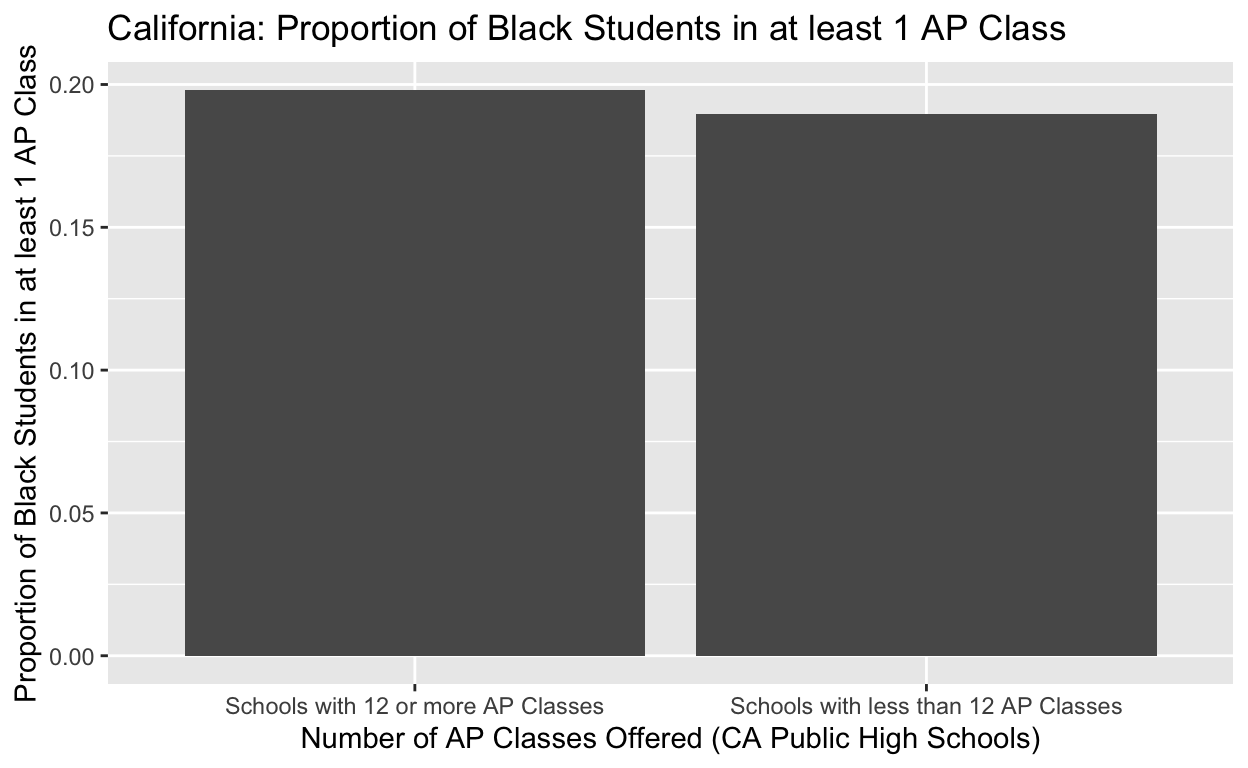 California: Proportion of Black Students in at least 1 AP Class
Proportion of Black Students in at least 1 AP Class
0.20
0.15
0.10
0.05
0.00
Schools with 12 or more AP Classes
Schools with less than 12 AP Classes
Number of AP Classes Offered (CA Public High Schools)